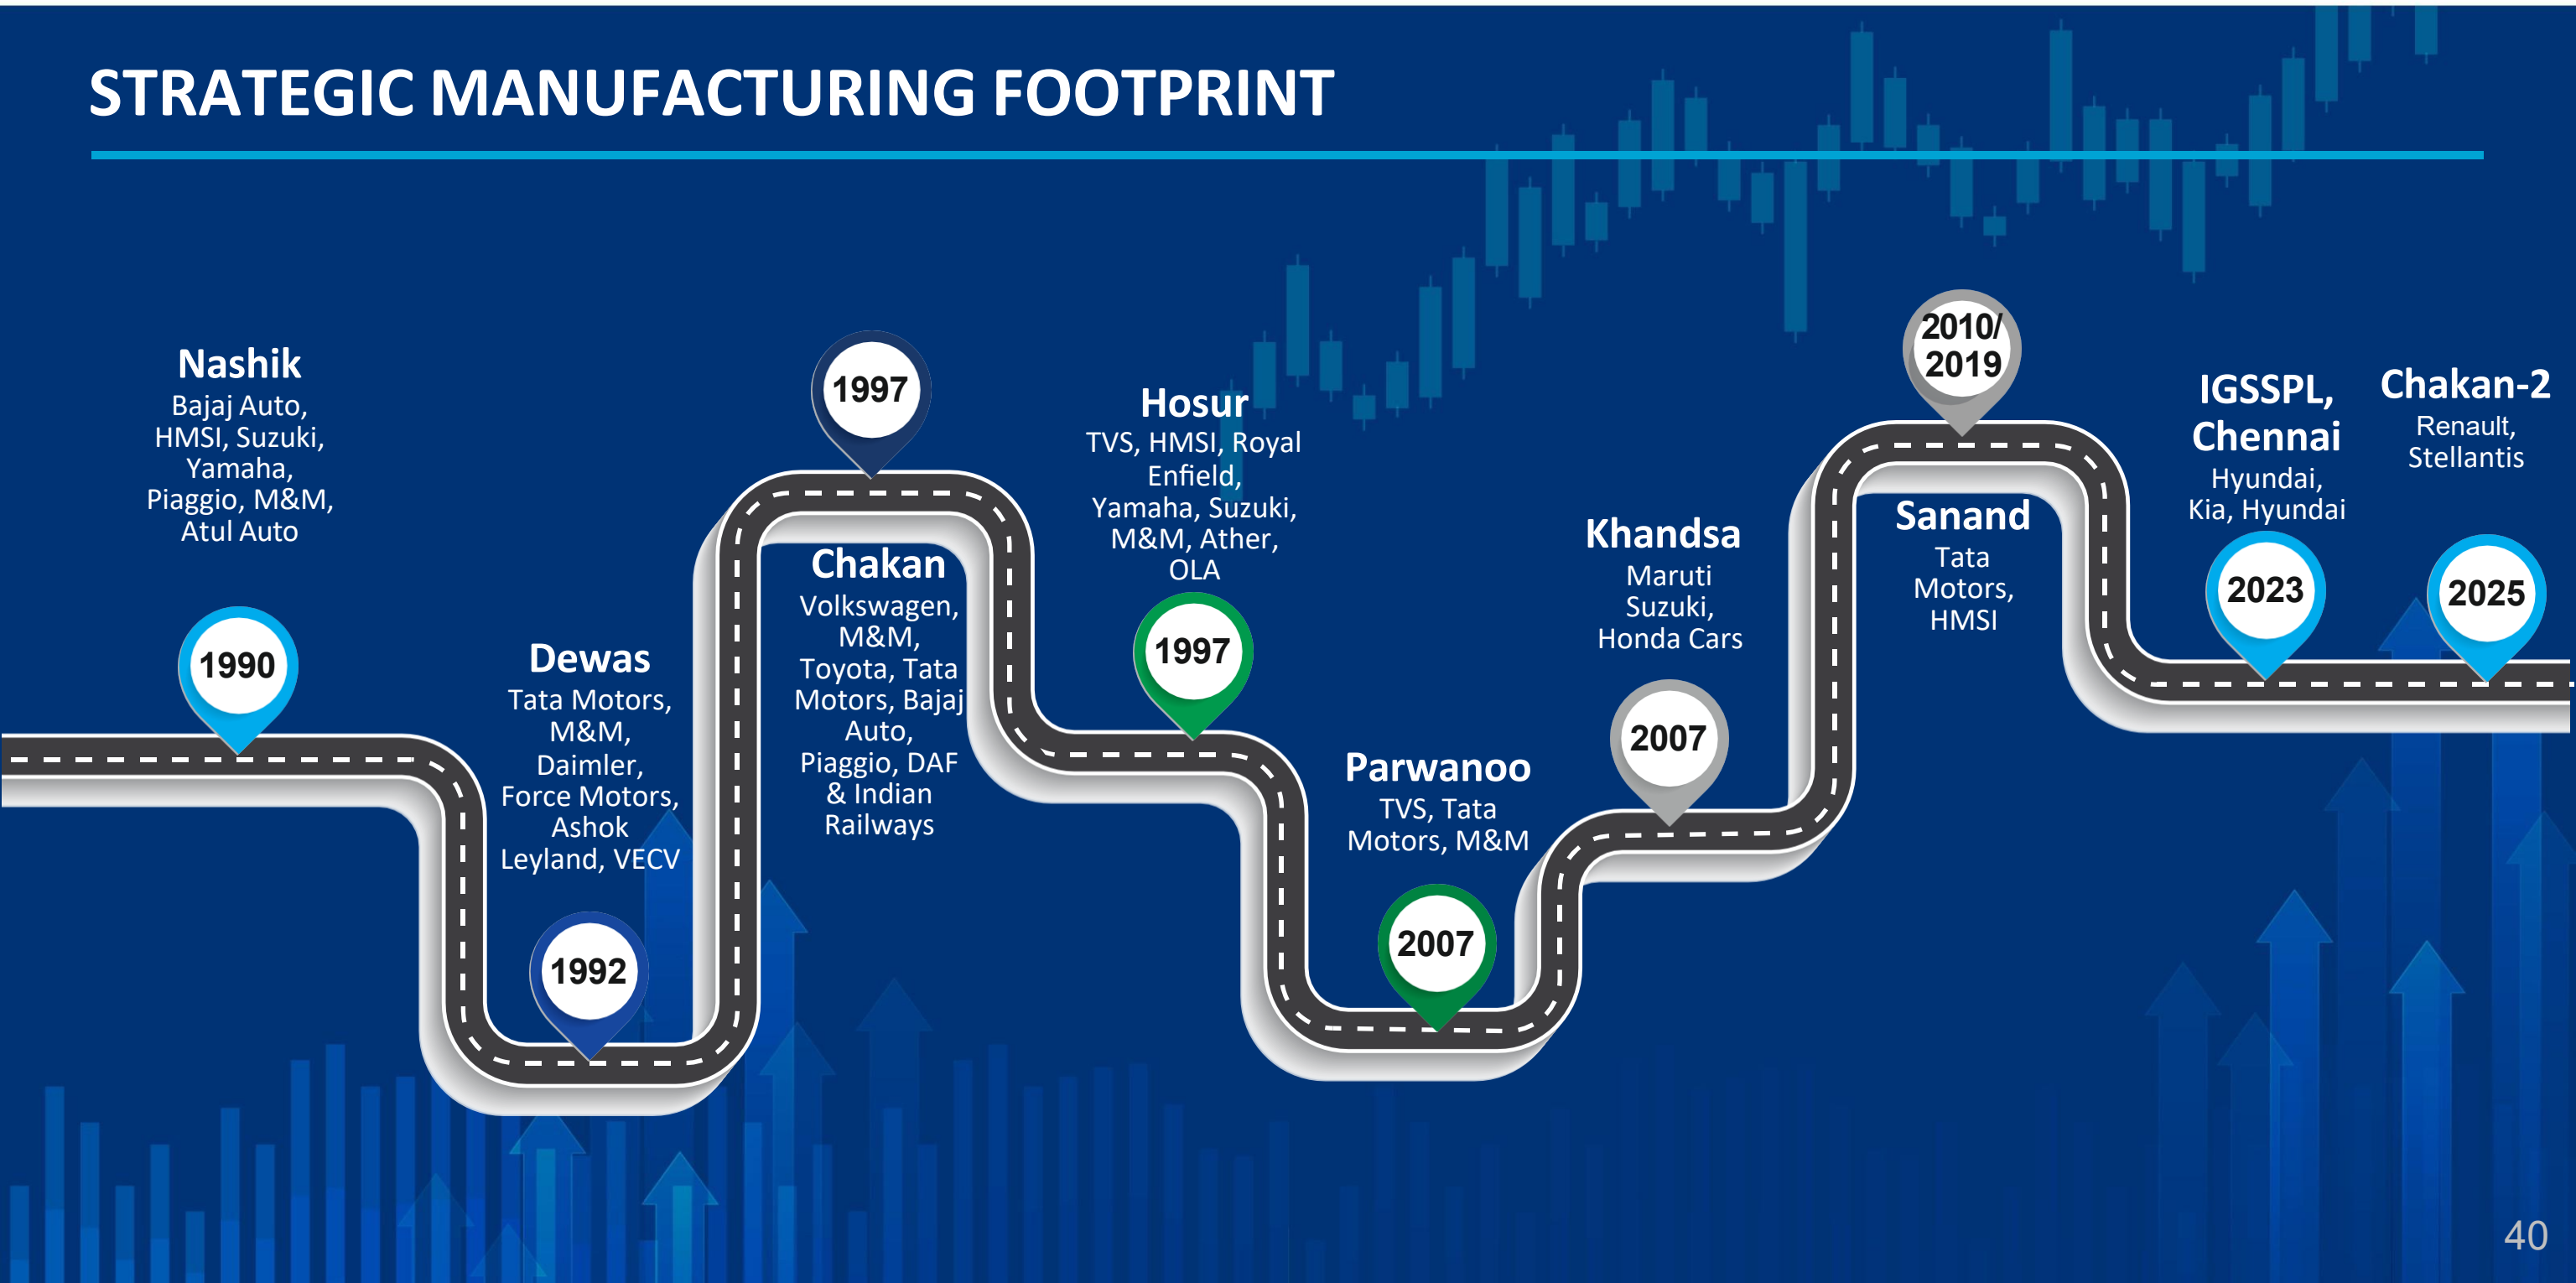 STRATEGIC MANUFACTURING FOOTPRINT
Nashik
Bajaj Auto,
HMSI, Suzuki,
Yamaha,
Piaggio, M&M,
Atul Auto
1990
Dewas
Tata Motors,
M&M,
Daimler,
Force Motors,
Ashok
Leyland, VECV
1992
1997
Chakan
Volkswagen,
M&M,
Toyota, Tata
Motors, Bajaj
Auto,
Piaggio, DAF
& Indian
Railways
Hosur
TVS, HMSI, Royal
Enfield,
Yamaha, Suzuki,
M&M, Ather,
OLA
1997
Parwanoo
TVS, Tata
Motors, M&M
2007
Khandsa
Maruti
Suzuki,
Honda Cars
2007
2010/
2019
Sanand
Tata
Motors,
HMSI
IGSSPL,
Chennai
Hyundai,
Kia, Hyundai
2023
Chakan-2
Renault,
Stellantis
2025
40